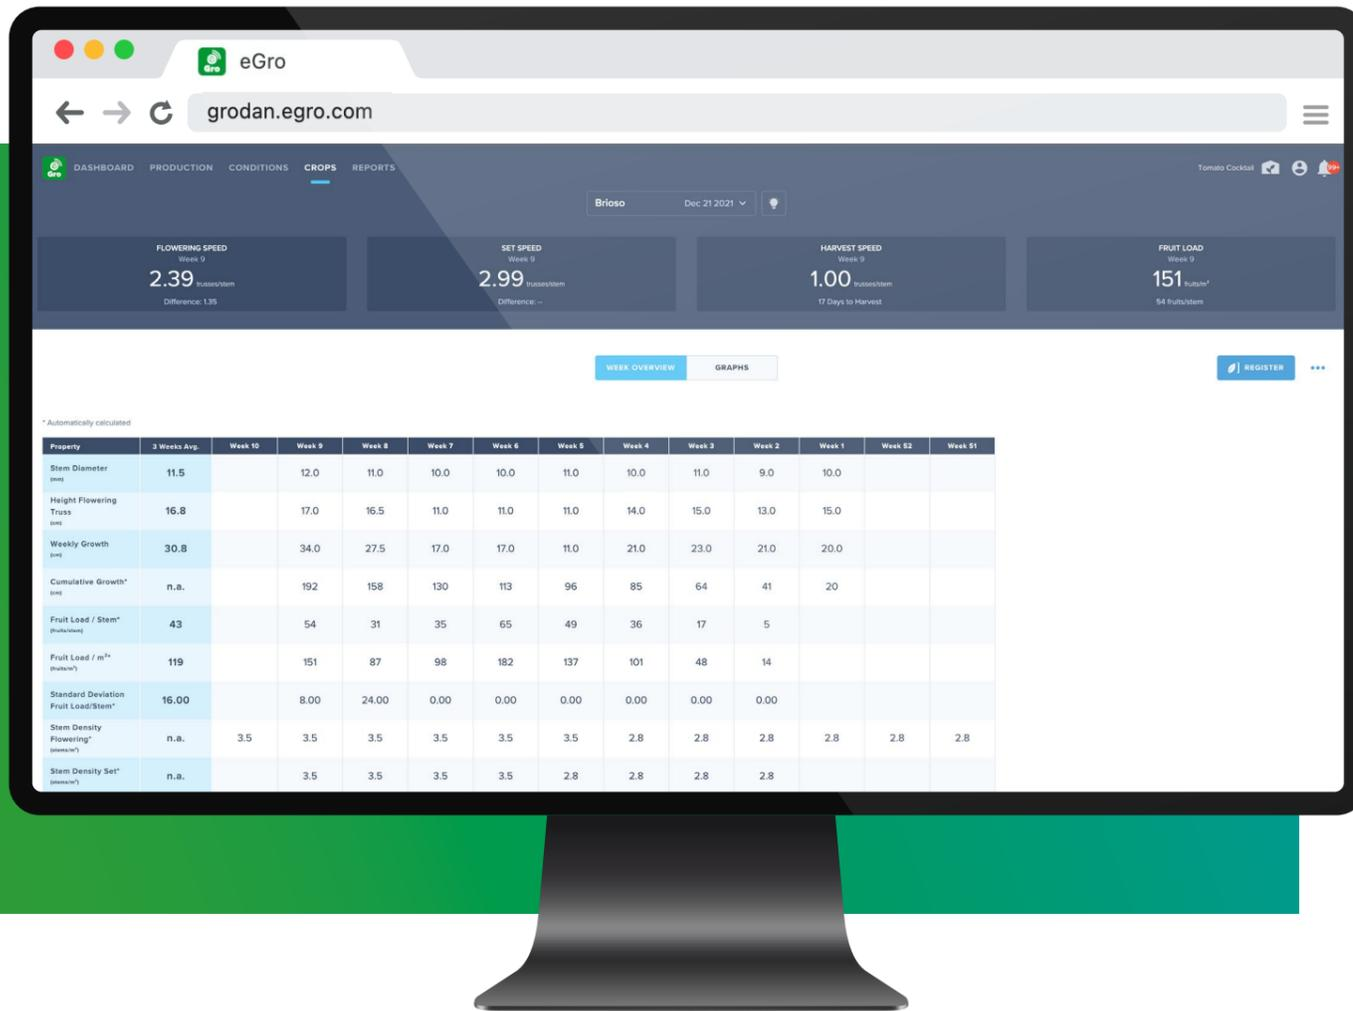 eGro
grodan.egro.com
Gro DASHBOARD PRODUCTION CONDITIONS CROPS REPORTS Tomato Cocktail 99+
Brioso Dec 21 2021
FLOWERING SPEED SET SPEED HARVEST SPEED FRUIT LOAD
Week 9 Week 9 Week 9 Week 9
2.39 trusses/stem 2.99 trusses/stem 1.00 trusses/stem 151 fruits/m²
Difference: 1.35 Difference: -- 17 Days to Harvest 54 fruits/stem
WEEK OVERVIEW GRAPHS REGISTER
* Automatically calculated
Property 3 Weeks Avg. Week 10 Week 9 Week 8 Week 7 Week 6 Week 5 Week 4 Week 3 Week 2 Week 1 Week 52 Week 51
Stem Diameter
(mm)
11.5 12.0 11.0 10.0 10.0 11.0 10.0 11.0 9.0 10.0
Height Flowering
Truss
(cm)
16.8 17.0 16.5 11.0 11.0 11.0 14.0 15.0 13.0 15.0
Weekly Growth
(cm)
30.8 34.0 27.5 17.0 17.0 11.0 21.0 23.0 21.0 20.0
Cumulative Growth*
(cm)
n.a. 192 158 130 113 96 85 64 41 20
Fruit Load / Stem*
(fruits/stem)
43 54 31 35 65 49 36 17 5
Fruit Load / m²*
(fruits/m²)
119 151 87 98 182 137 101 48 14
Standard Deviation
Fruit Load/Stem*
16.00 8.00 24.00 0.00 0.00 0.00 0.00 0.00 0.00
Stem Density
Flowering*
(stems/m²)
n.a. 3.5 3.5 3.5 3.5 3.5 3.5 2.8 2.8 2.8 2.8 2.8 2.8
Stem Density Set*
(stems/m²)
n.a. 3.5 3.5 3.5 3.5 2.8 2.8 2.8 2.8